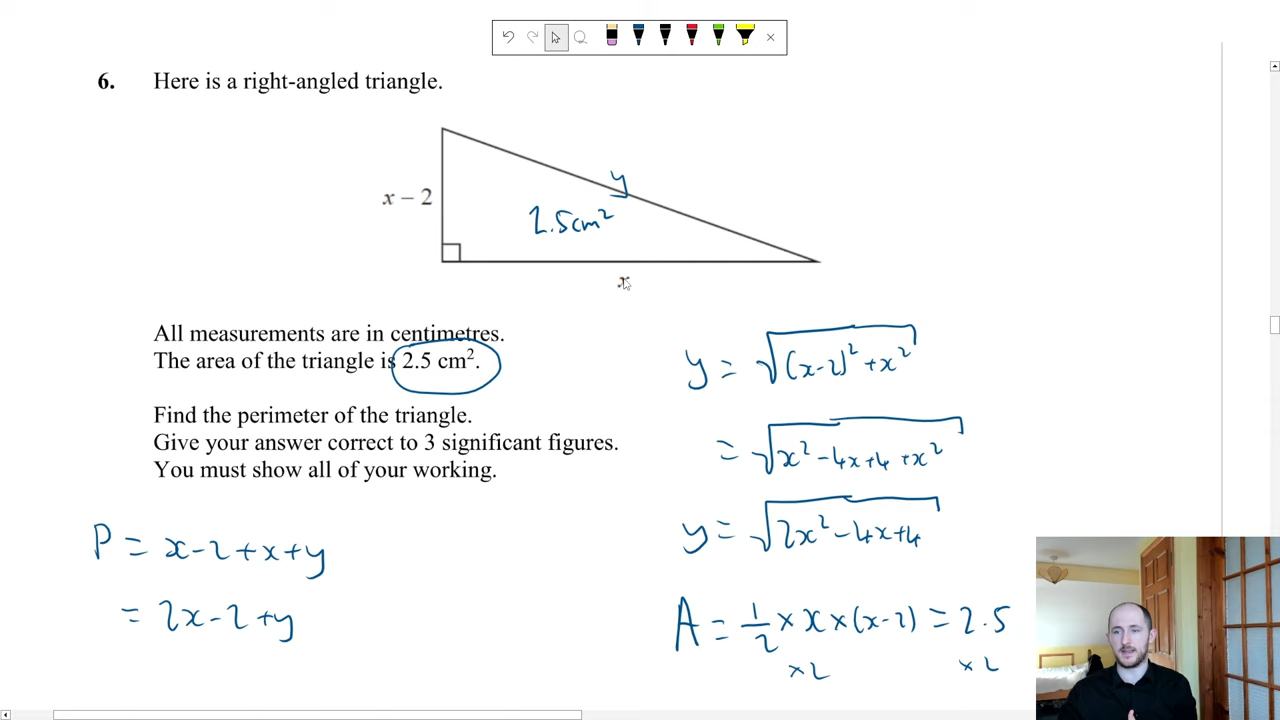 6. Here is a right-angled triangle.
y
x – 2
2.5cm²
x
All measurements are in centimetres.
The area of the triangle is 2.5 cm².
Find the perimeter of the triangle.
Give your answer correct to 3 significant figures.
You must show all of your working.
P = x-2+x+y
= 2x-2+y
y = √(x-2)²+x²
= √x²-4x+4+x²
y = √2x²-4x+4
A = 1/2 × x × (x-2) = 2.5
×2 ×2